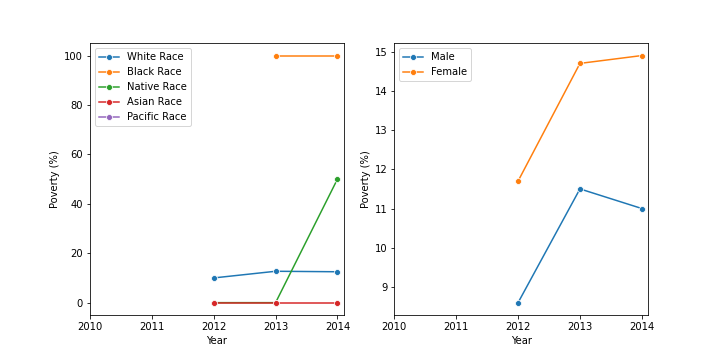 White Race
Black Race
Native Race
Asian Race
Pacific Race
Poverty (%)
100
80
60
40
20
0
2010 2011 2012 2013 2014
Year
Male
Female
Poverty (%)
15
14
13
12
11
10
9
2010 2011 2012 2013 2014
Year